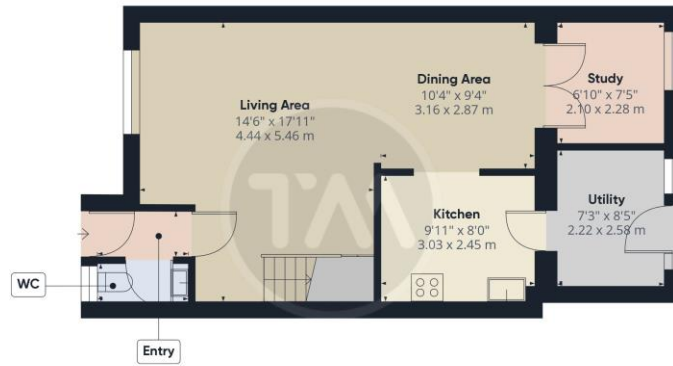 Living Area
14'6" x 17'11"
4.44 x 5.46 m
Dining Area
10'4" x 9'4"
3.16 x 2.87 m
Study
6'10" x 7'5"
2.10 x 2.28 m
Kitchen
9'11" x 8'0"
3.03 x 2.45 m
Utility
7'3" x 8'5"
2.22 x 2.58 m
WC
Entry
TM